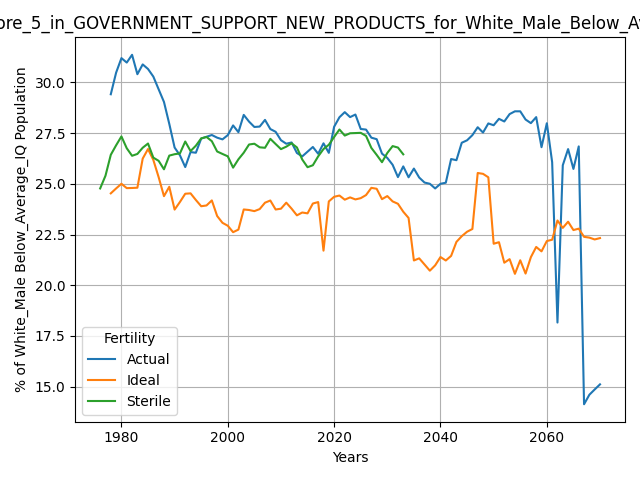 ore_5_in_GOVERNMENT_SUPPORT_NEW_PRODUCTS_for_White_Male_Below_A
% of White_Male Below_Average_IQ Population
30.0
27.5
25.0
22.5
20.0
17.5
15.0
Fertility
Actual
Ideal
Sterile
1980
2000
2020
2040
2060
Years